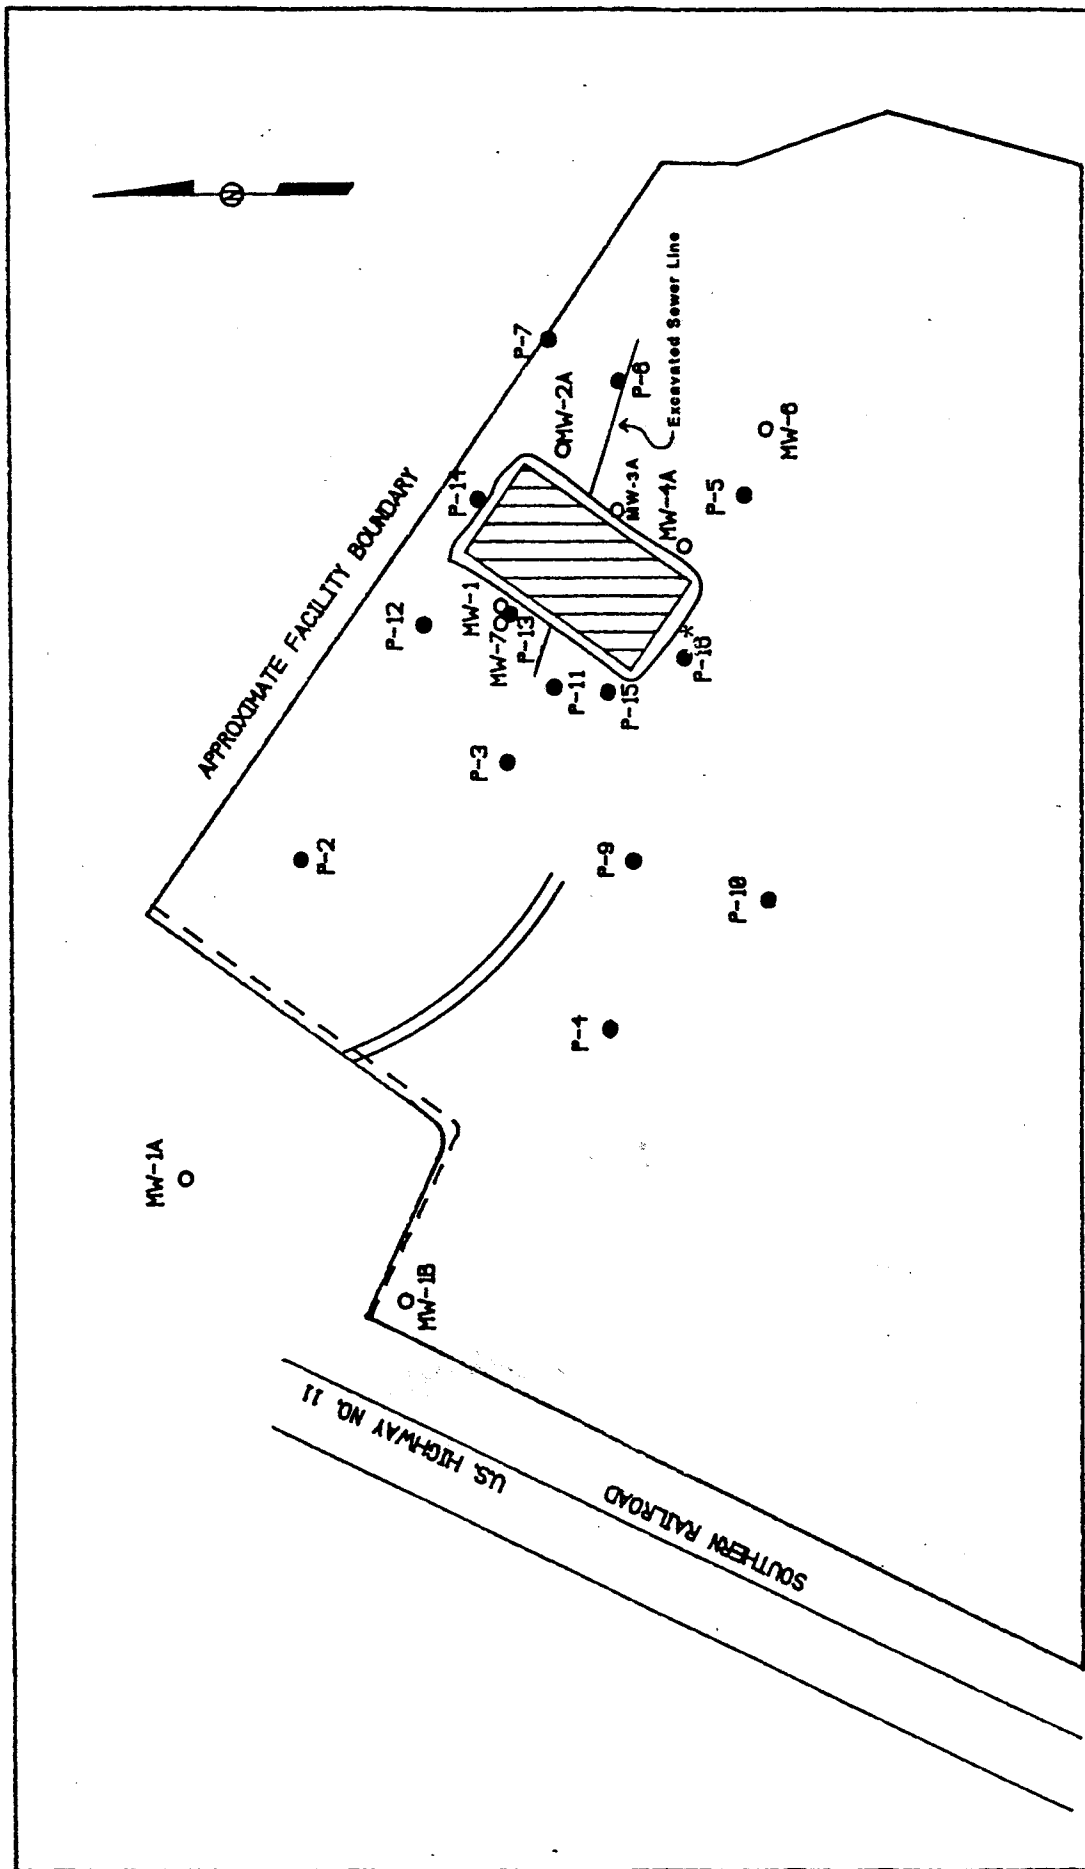 N
APPROXIMATE FACILITY BOUNDARY
P-7
P-14
MW-2A
P-8
Excavated Sewer Line
MW-3A
MW-4A
P-5
MW-6
P-12
MW-1
MW-7
P-13
P-11
P-15
P-16
*
P-3
P-2
P-9
P-10
P-4
MW-1A
MW-1B
U.S. HIGHWAY NO. 11
SOUTHERN RAILROAD